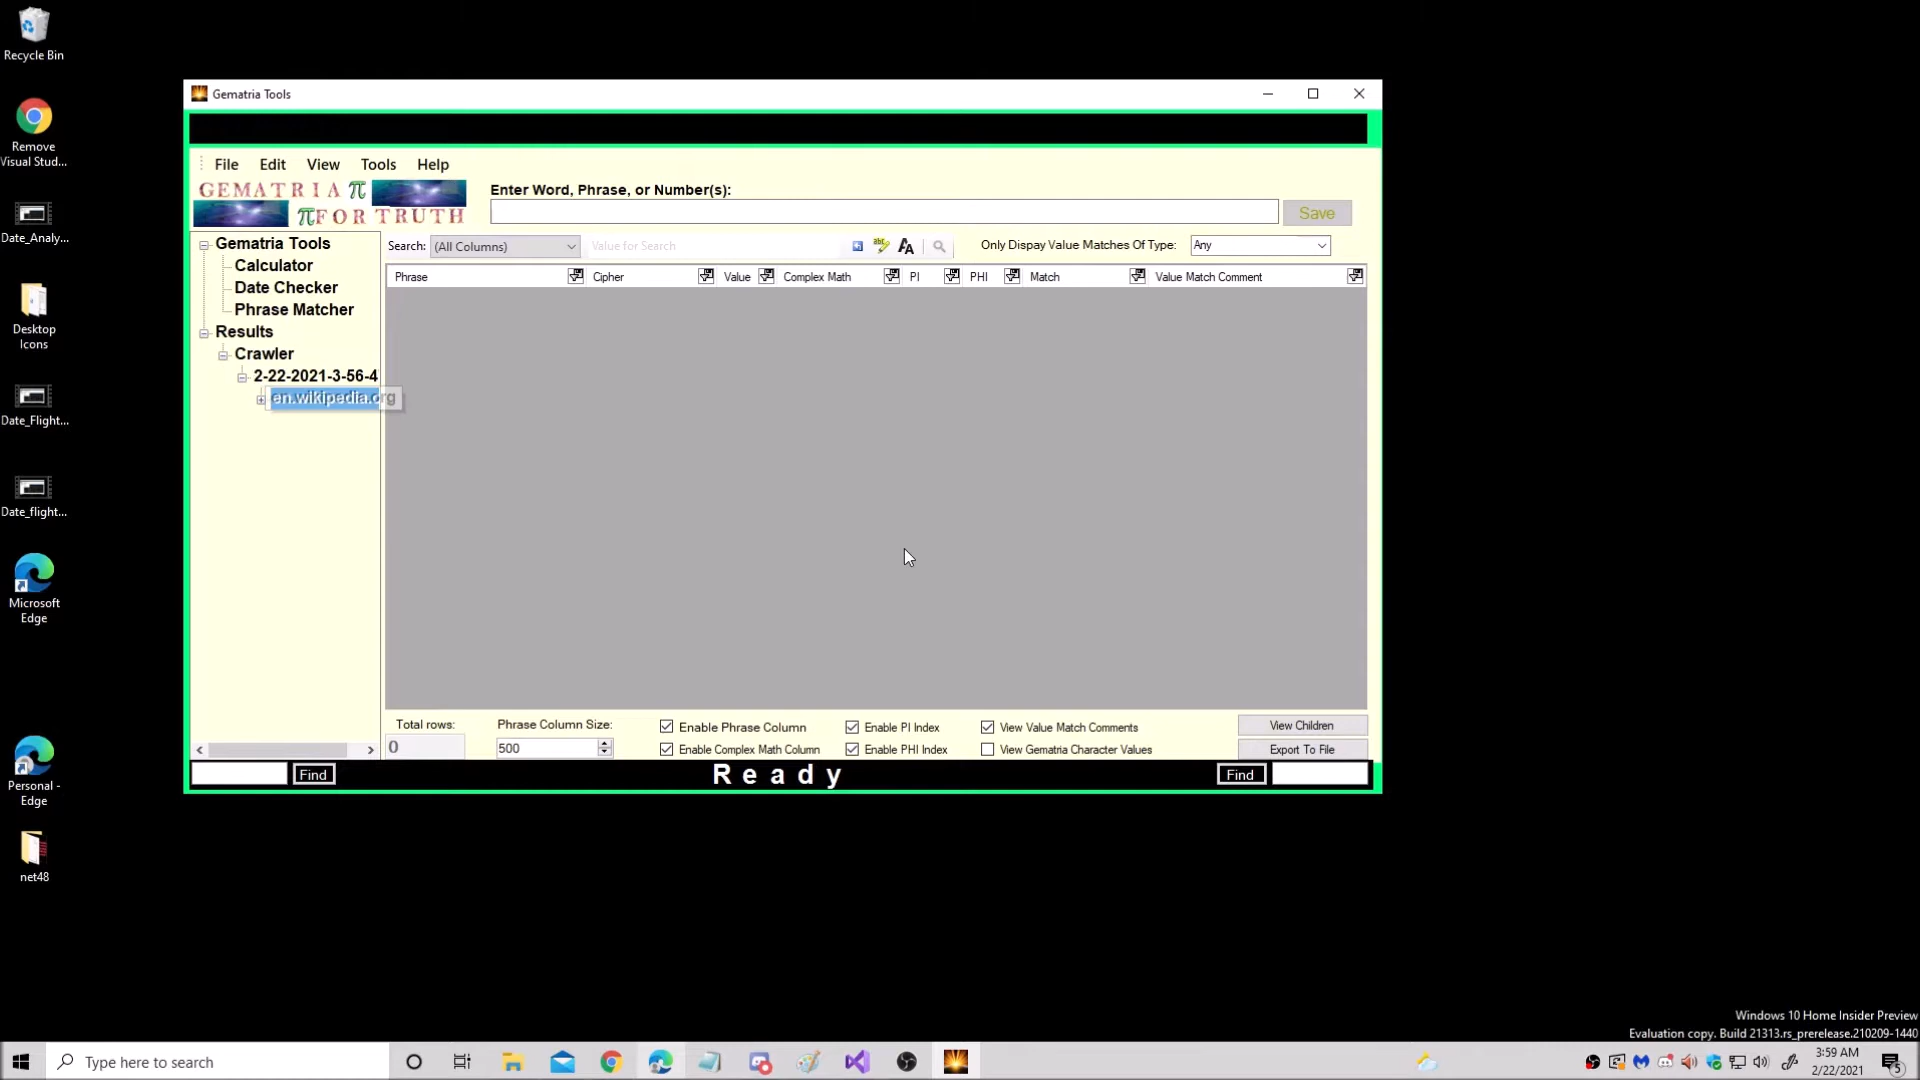 Recycle Bin
Remove
Visual Stud...
Date_Analy...
Desktop
Icons
Date_Flight...
Date_flight...
Microsoft
Edge
Personal -
Edge
net48
Gematria Tools
File Edit View Tools Help
GEMATRIA π
πFOR TRUTH
Enter Word, Phrase, or Number(s):
Save
Gematria Tools
Calculator
Date Checker
Phrase Matcher
Results
Crawler
2-22-2021-3-56-4
en.wikipedia.org
Search: (All Columns) Value for Search
Only Dispay Value Matches Of Type: Any
Phrase Cipher Value Complex Math PI PHI Match Value Match Comment
Total rows:
0
Phrase Column Size:
500
Enable Phrase Column
Enable Complex Math Column
Enable PI Index
Enable PHI Index
View Value Match Comments
View Gematria Character Values
View Children
Export To File
Find
Ready
Find
Windows 10 Home Insider Preview
Evaluation copy. Build 21313.rs_prerelease.210209-1440
Type here to search
3:59 AM
2/22/2021
5